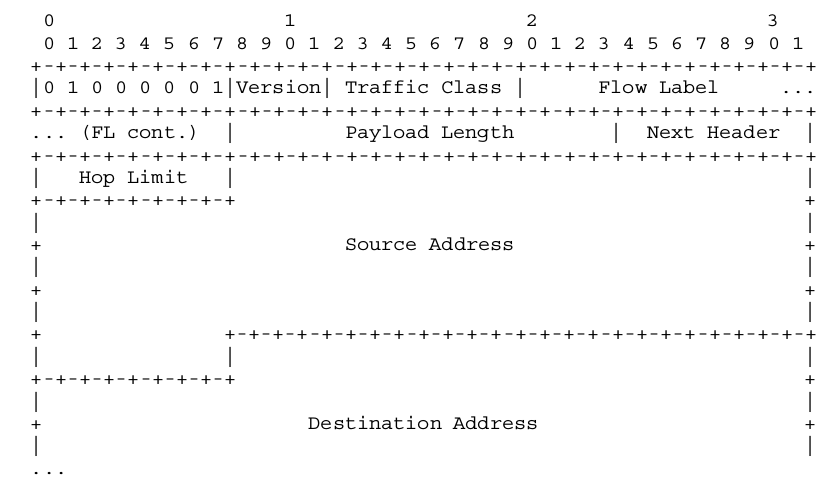 0                   1                   2                   3
 0 1 2 3 4 5 6 7 8 9 0 1 2 3 4 5 6 7 8 9 0 1 2 3 4 5 6 7 8 9 0 1
+-+-+-+-+-+-+-+-+-+-+-+-+-+-+-+-+-+-+-+-+-+-+-+-+-+-+-+-+-+-+-+-+
|0 1 0 0 0 0 0 1|Version| Traffic Class |      Flow Label     ...
+-+-+-+-+-+-+-+-+-+-+-+-+-+-+-+-+-+-+-+-+-+-+-+-+-+-+-+-+-+-+-+-+
... (FL cont.)  |         Payload Length        |  Next Header  |
+-+-+-+-+-+-+-+-+-+-+-+-+-+-+-+-+-+-+-+-+-+-+-+-+-+-+-+-+-+-+-+-+
|   Hop Limit   |                                               |
+-+-+-+-+-+-+-+-+                                               +
|                                                               |
+                         Source Address                        +
|                                                               |
+                                                               +
|                                                               |
+               +-+-+-+-+-+-+-+-+-+-+-+-+-+-+-+-+-+-+-+-+-+-+-+-+
|               |                                               |
+-+-+-+-+-+-+-+-+                                               +
|                                                               |
+                      Destination Address                      +
|                                                               |
...